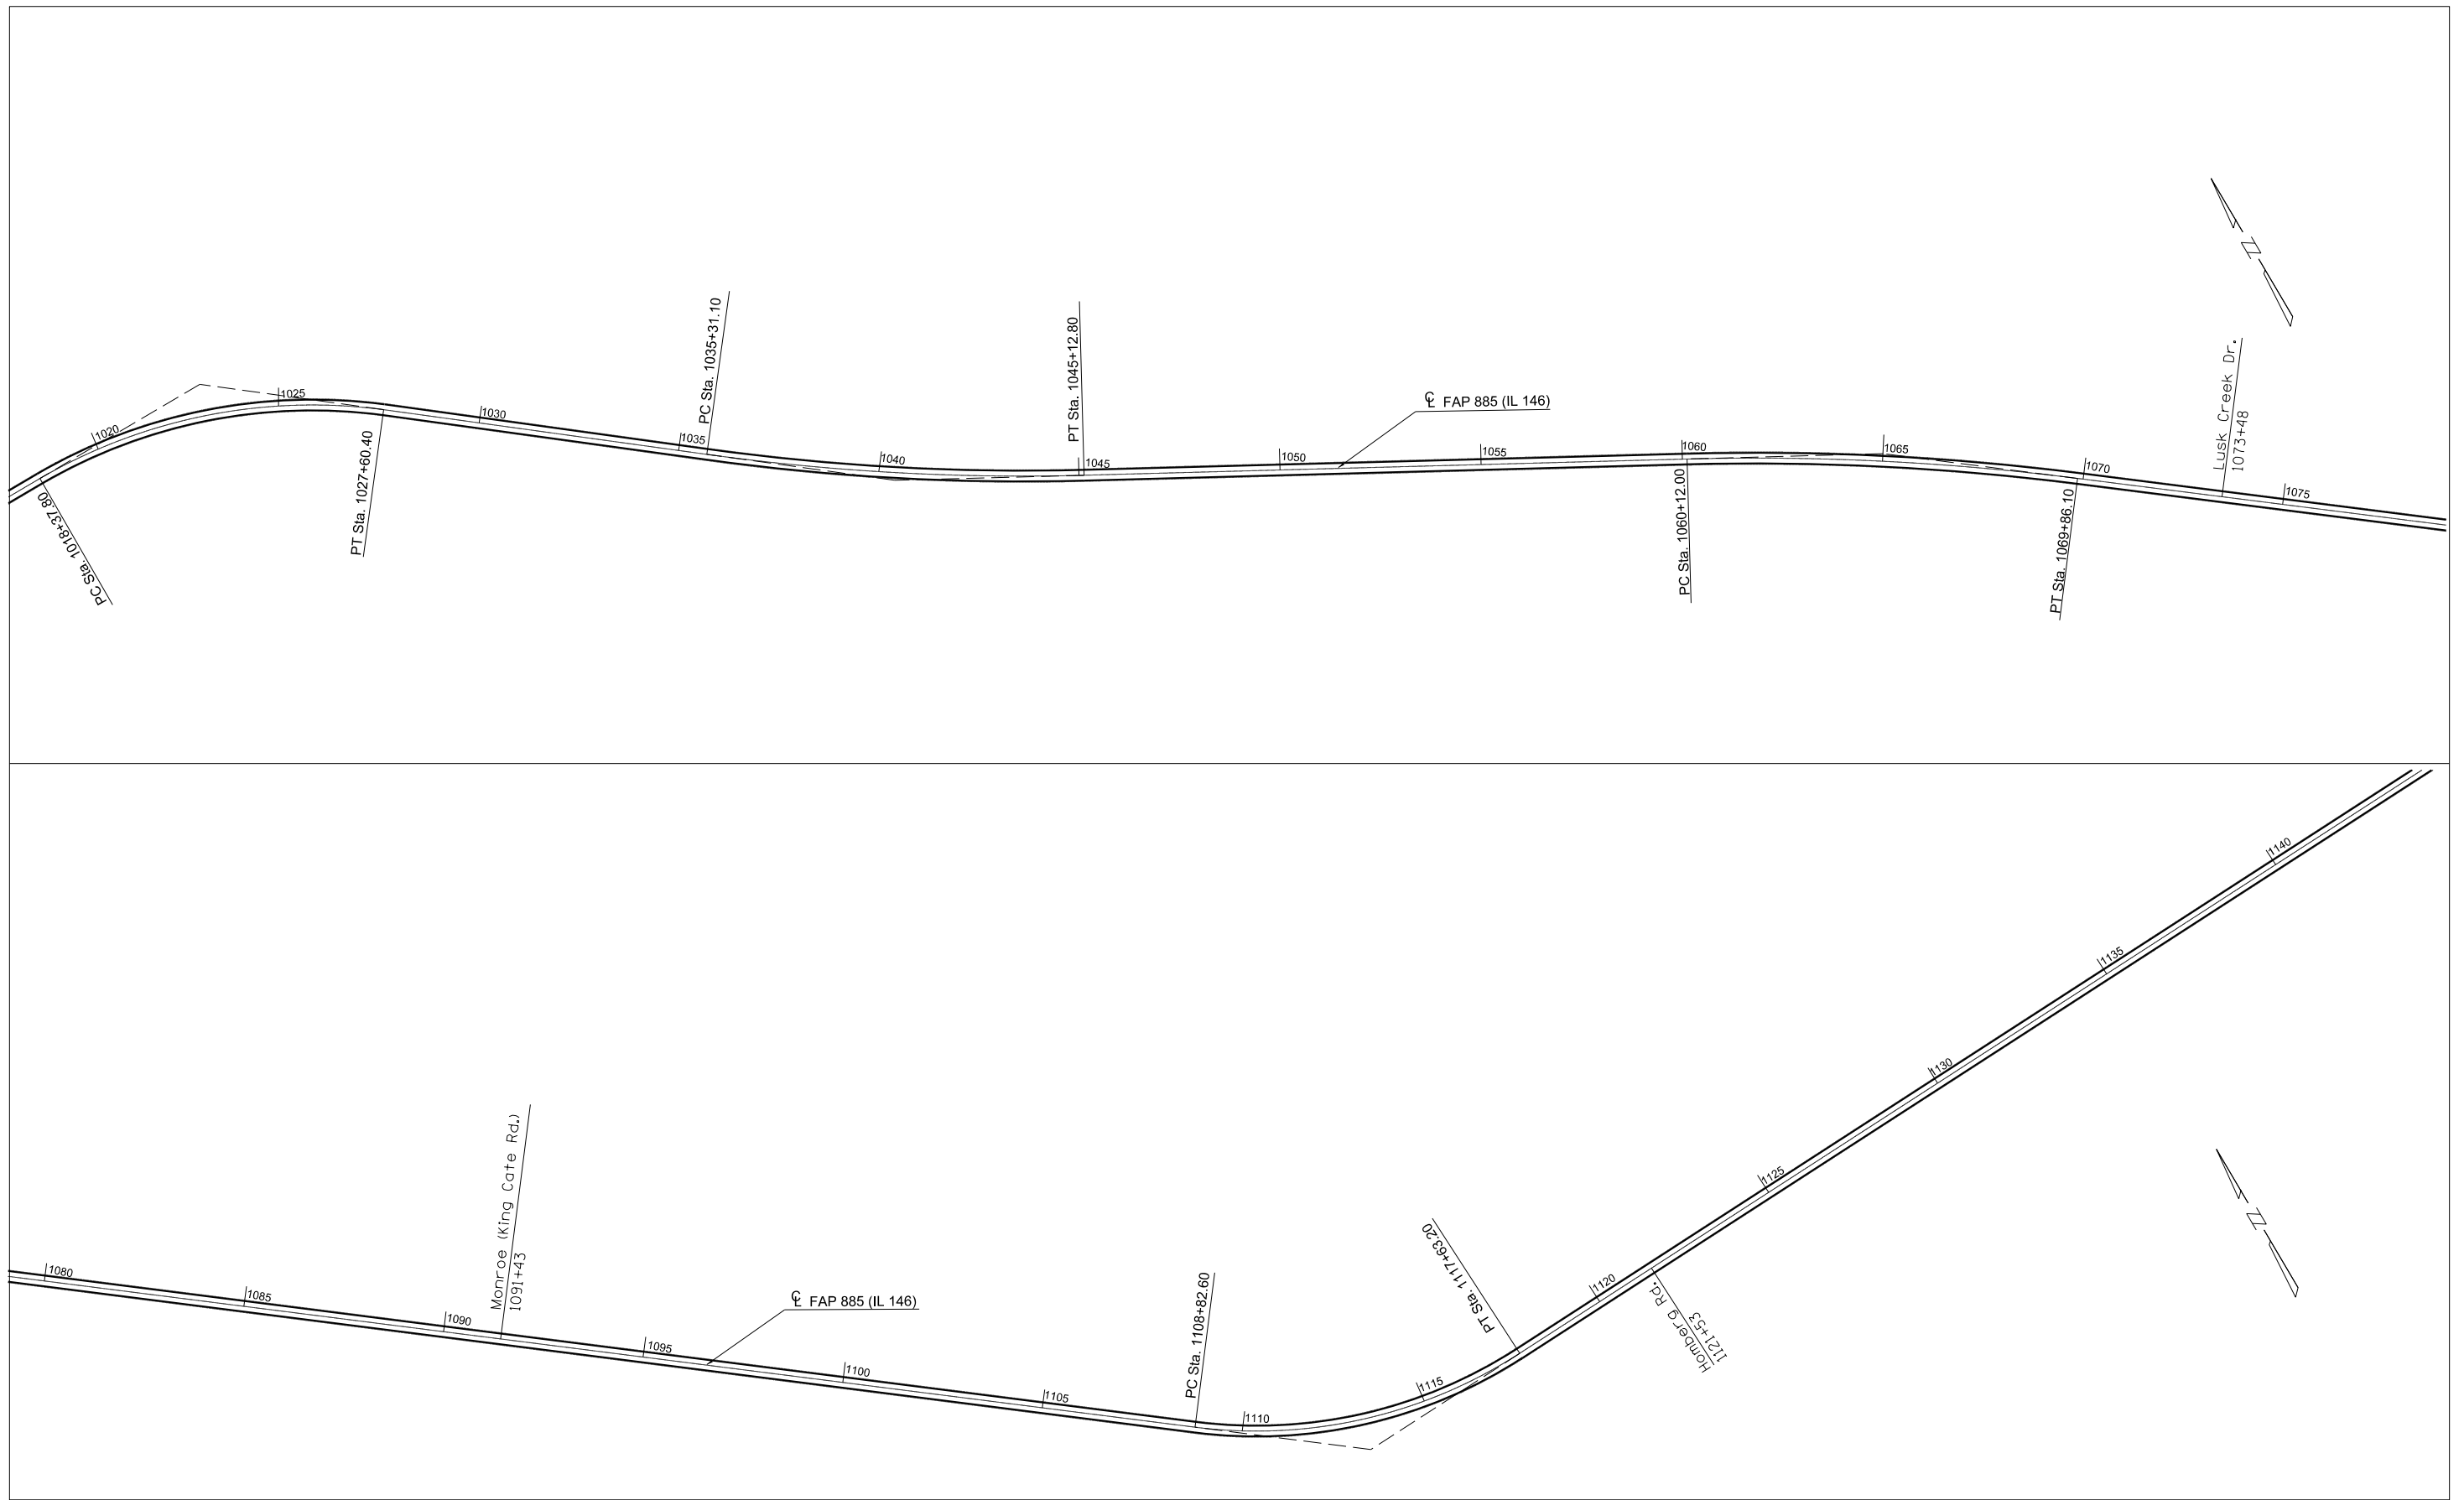 1020
1025
1030
1035
1040
1045
1050
1055
1060
1065
1070
1075
PC Sta. 1018+37.80
PT Sta. 1027+60.40
PC Sta. 1035+31.10
PT Sta. 1045+12.80
℄ FAP 885 (IL 146)
PC Sta. 1060+12.00
PT Sta. 1069+86.10
Lusk Creek Dr.
1073+48
N
1080
1085
1090
1095
1100
1105
1110
1115
1120
1125
1130
1135
1140
Monroe (King Cate Rd.)
1091+43
℄ FAP 885 (IL 146)
PC Sta. 1108+82.60
PT Sta. 1117+63.20
Homberg Rd.
1121+53
N